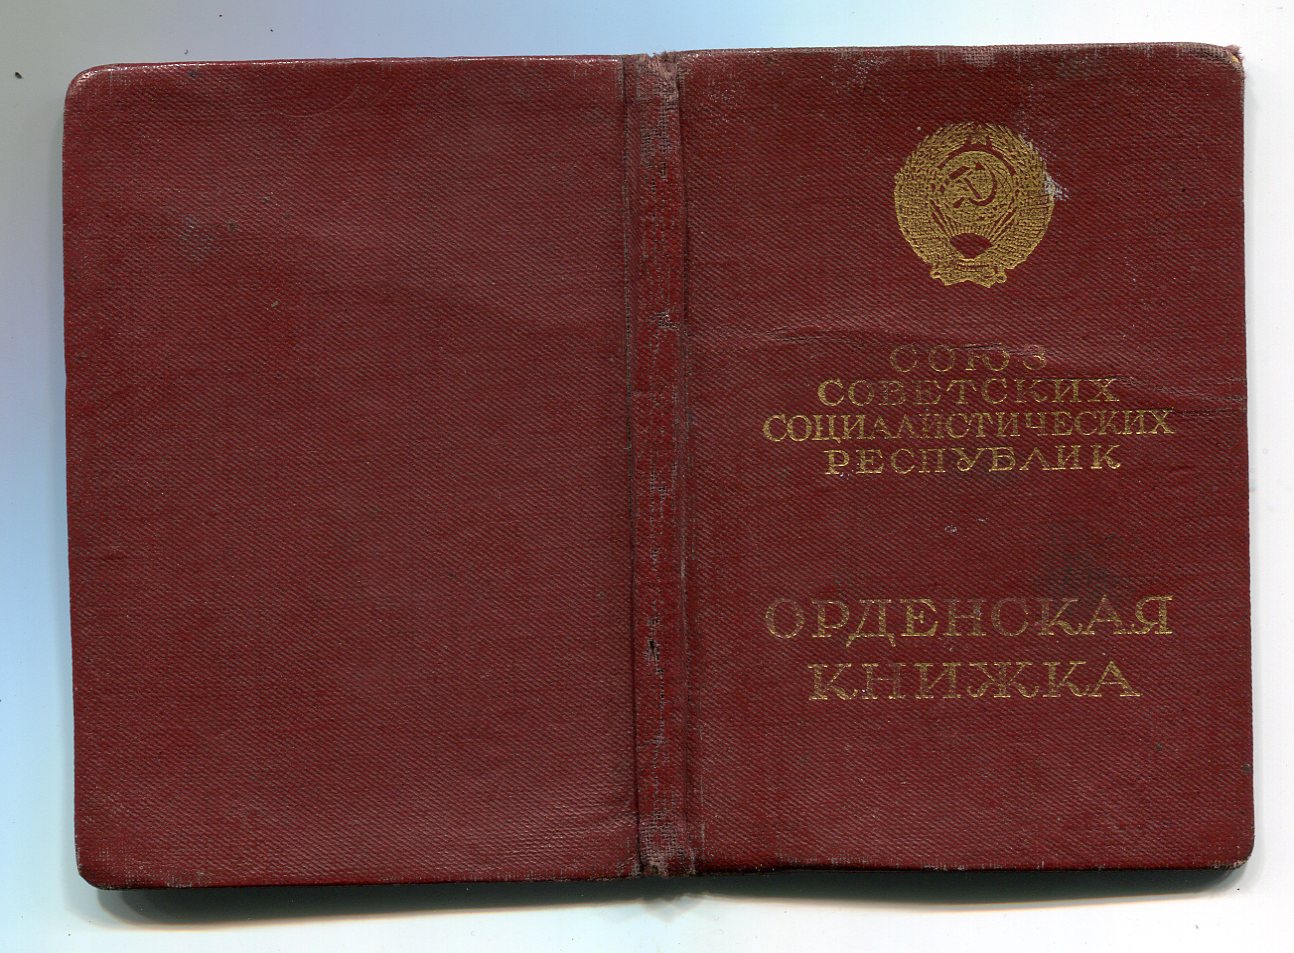 СОЮЗ
СОВЕТСКИХ
СОЦИАЛИСТИЧЕСКИХ
РЕСПУБЛИК
ОРДЕНСКАЯ
КНИЖКА